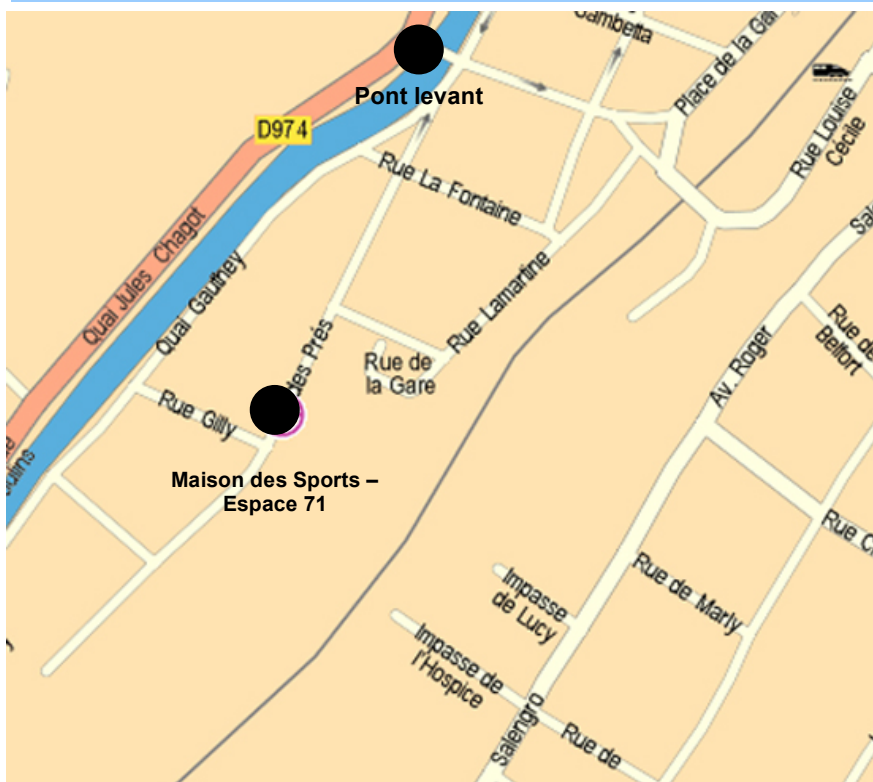 Gambetta
Place de la Gar
Pont levant
D974
Rue Louise
Cécile
Rue La Fontaine
Quai Jules Chagot
Quai Gauthey
Rue Lamartine
des Prés
Rue de
la Gare
Av. Roger
Rue de
Belfort
Rue Gilly
Maison des Sports –
Espace 71
Rue C
Impasse
de Lucy
Rue de Marly
Impasse de
l'Hospice
Salengro
Rue de